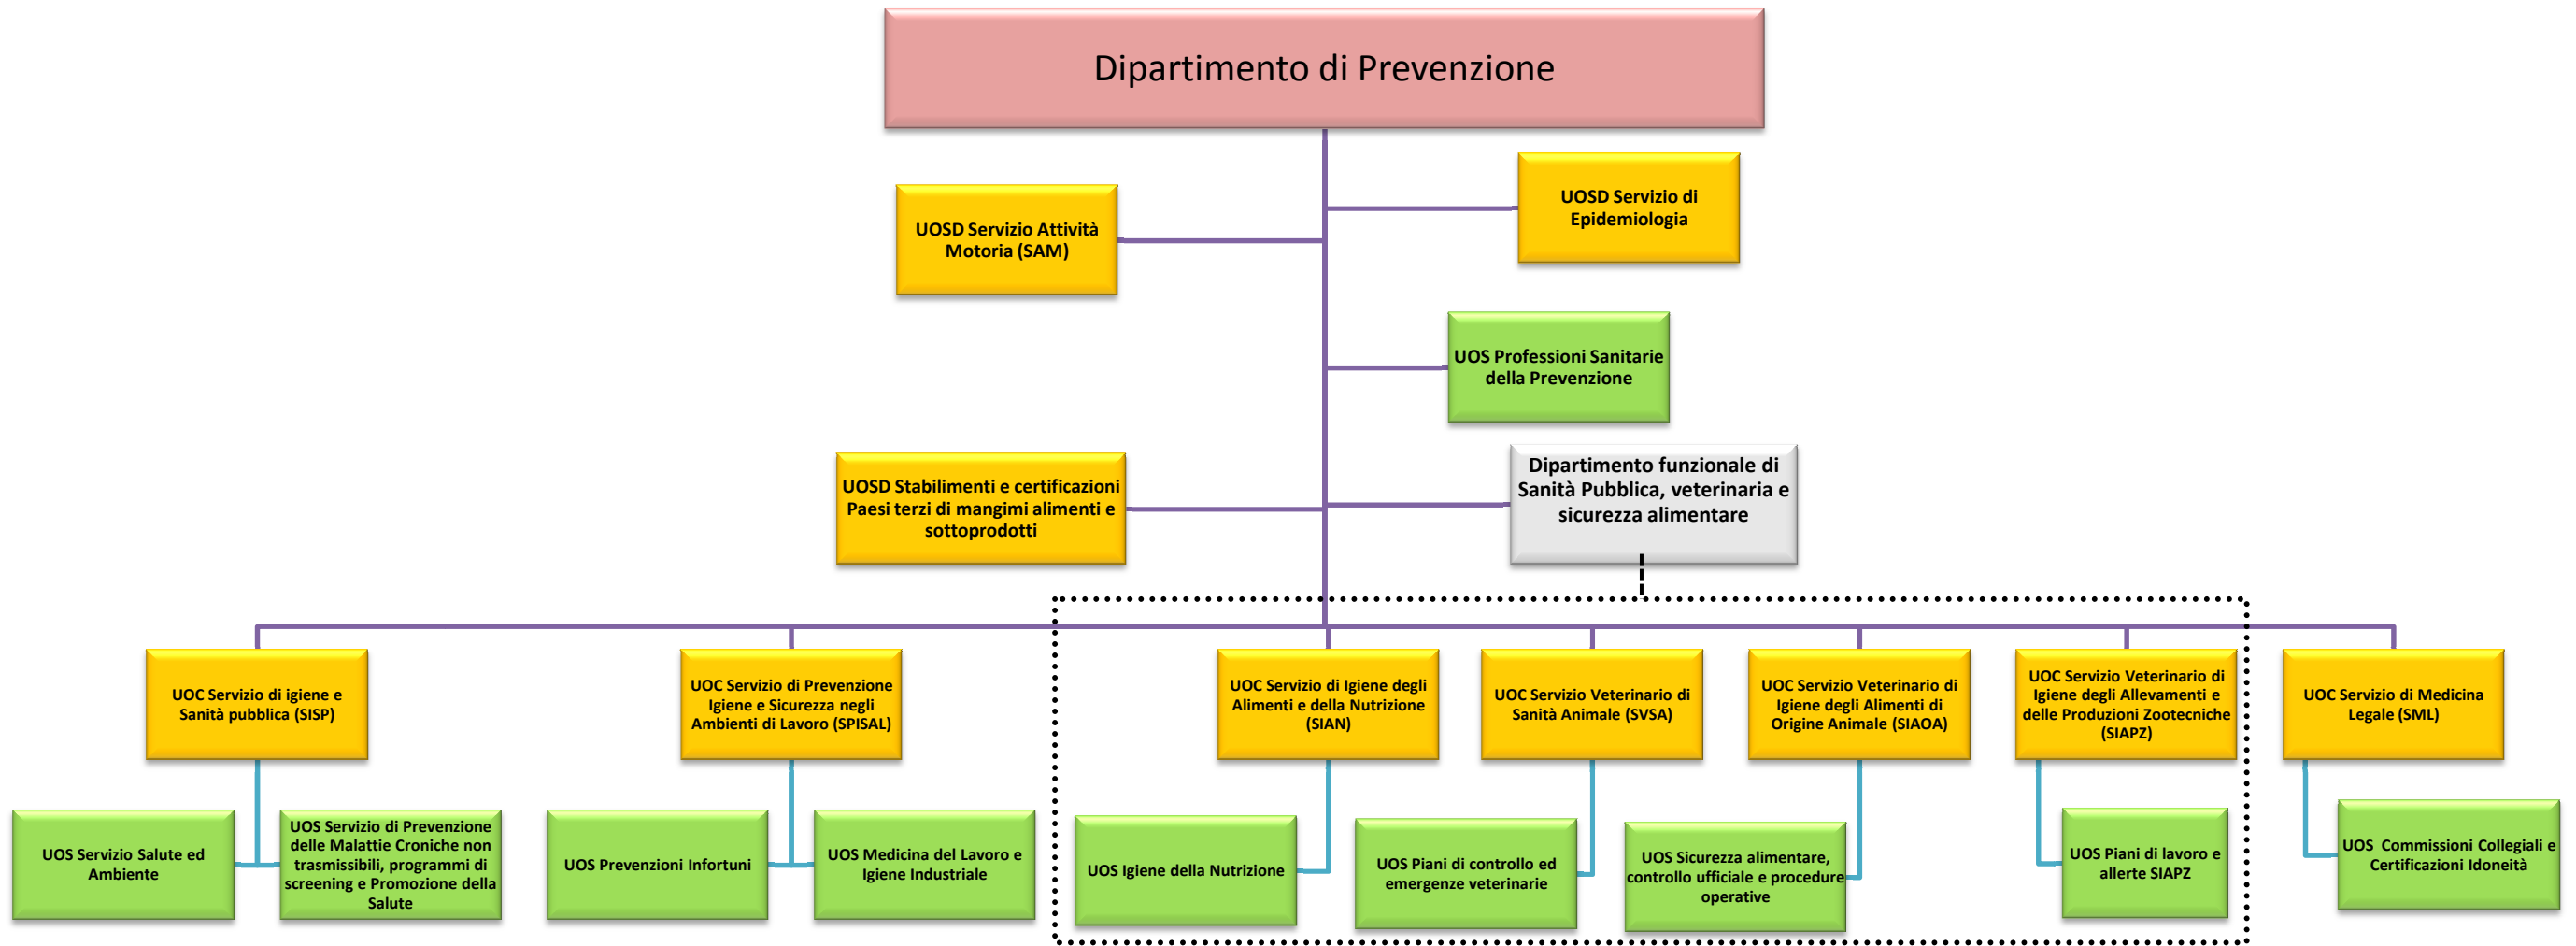 Dipartimento di Prevenzione
UOSD Servizio di
Epidemiologia
UOSD Servizio Attività
Motoria (SAM)
UOS Professioni Sanitarie
della Prevenzione
UOSD Stabilimenti e certificazioni
Paesi terzi di mangimi alimenti e
sottoprodotti
Dipartimento funzionale di
Sanità Pubblica, veterinaria e
sicurezza alimentare
UOC Servizio di igiene e
Sanità pubblica (SISP)
UOC Servizio di Prevenzione
Igiene e Sicurezza negli
Ambienti di Lavoro (SPISAL)
UOC Servizio di Igiene degli
Alimenti e della Nutrizione
(SIAN)
UOC Servizio Veterinario di
Sanità Animale (SVSA)
UOC Servizio Veterinario di
Igiene degli Alimenti di
Origine Animale (SIAOA)
UOC Servizio Veterinario di
Igiene degli Allevamenti e
delle Produzioni Zootecniche
(SIAPZ)
UOC Servizio di Medicina
Legale (SML)
UOS Servizio Salute ed
Ambiente
UOS Servizio di Prevenzione
delle Malattie Croniche non
trasmissibili, programmi di
screening e Promozione della
Salute
UOS Prevenzioni Infortuni
UOS Medicina del Lavoro e
Igiene Industriale
UOS Igiene della Nutrizione
UOS Piani di controllo ed
emergenze veterinarie
UOS Sicurezza alimentare,
controllo ufficiale e procedure
operative
UOS Piani di lavoro e
allerte SIAPZ
UOS  Commissioni Collegiali e
Certificazioni Idoneità